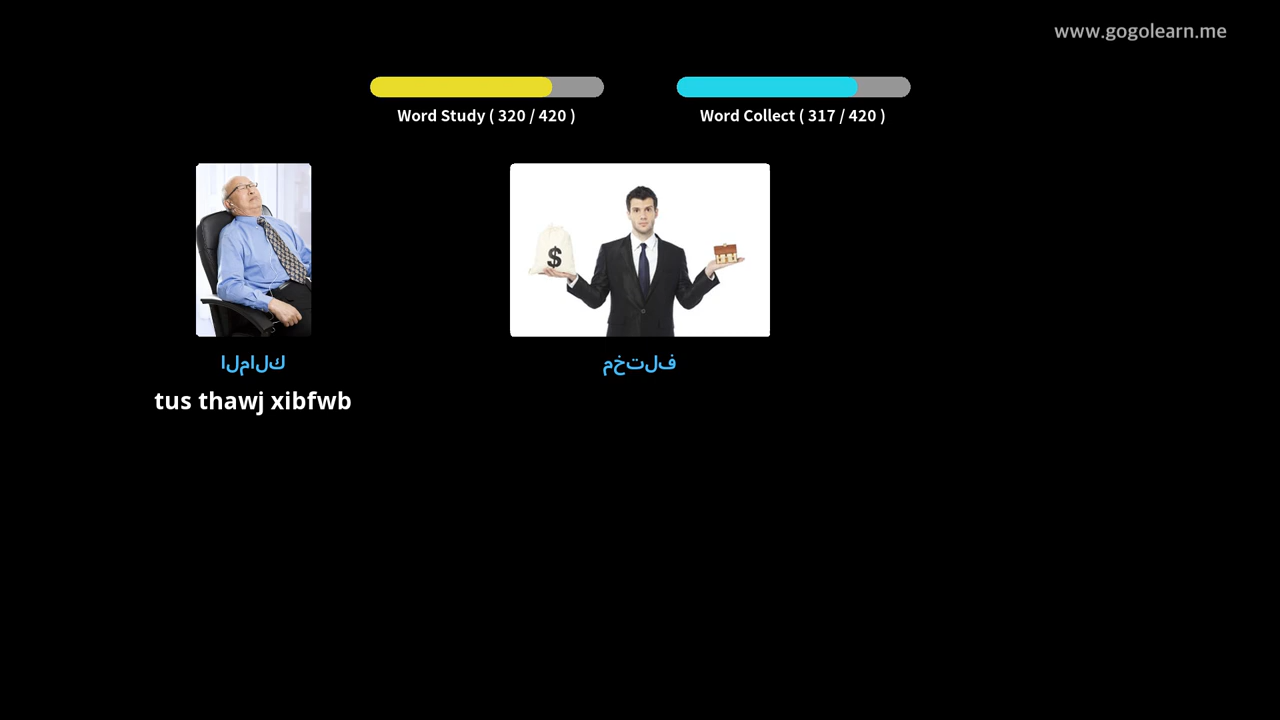 www.gogolearn.me
Word Study ( 320 / 420 )
Word Collect ( 317 / 420 )
المالك
مختلف
tus thawj xibfwb